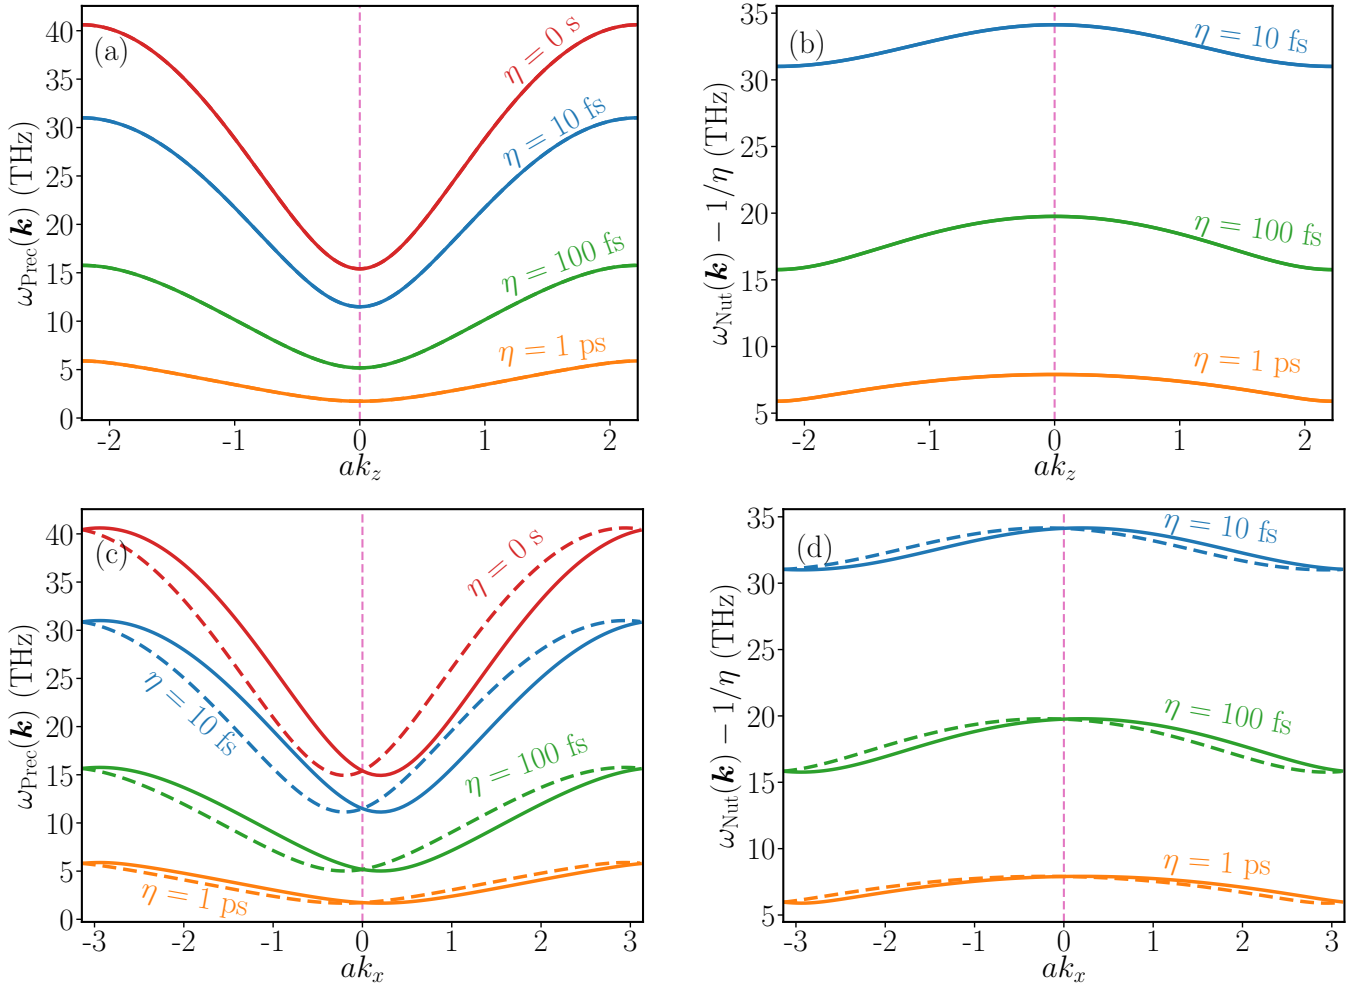 (a)
η = 0 s
η = 10 fs
η = 100 fs
η = 1 ps
ω_Prec(k) (THz)
40
35
30
25
20
15
10
5
0
-2 -1 0 1 2
ak_z
(b)
η = 10 fs
η = 100 fs
η = 1 ps
ω_Nut(k) − 1/η (THz)
35
30
25
20
15
10
5
-2 -1 0 1 2
ak_z
(c)
η = 0 s
η = 10 fs
η = 100 fs
η = 1 ps
ω_Prec(k) (THz)
40
35
30
25
20
15
10
5
0
-3 -2 -1 0 1 2 3
ak_x
(d)
η = 10 fs
η = 100 fs
η = 1 ps
ω_Nut(k) − 1/η (THz)
35
30
25
20
15
10
5
-3 -2 -1 0 1 2 3
ak_x